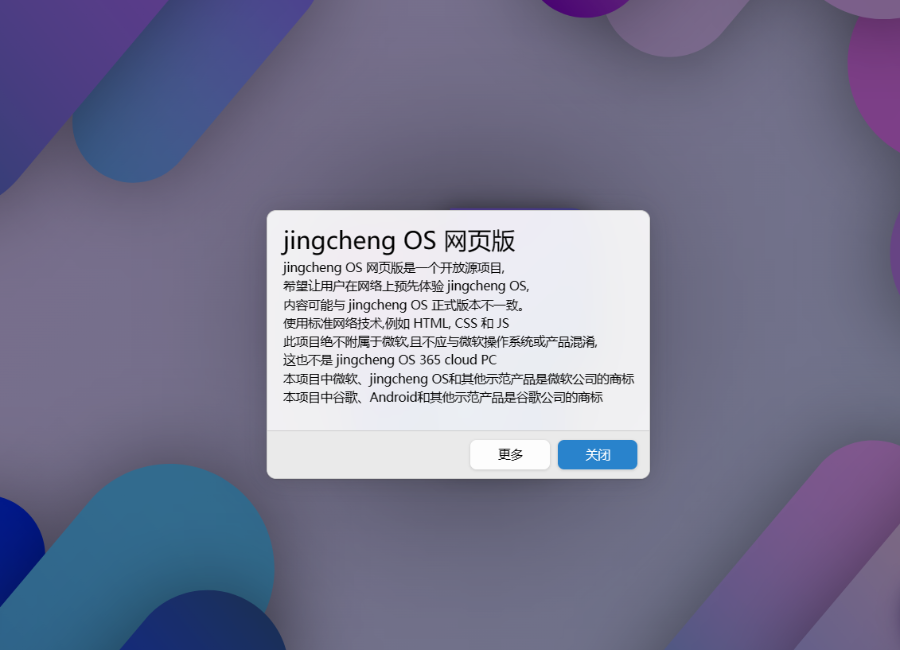 jingcheng OS 网页版
jingcheng OS 网页版是一个开放源项目,
希望让用户在网络上预先体验 jingcheng OS,
内容可能与 jingcheng OS 正式版本不一致。
使用标准网络技术,例如 HTML, CSS 和 JS
此项目绝不附属于微软,且不应与微软操作系统或产品混淆,
这也不是 jingcheng OS 365 cloud PC
本项目中微软、jingcheng OS和其他示范产品是微软公司的商标
本项目中谷歌、Android和其他示范产品是谷歌公司的商标
更多
关闭